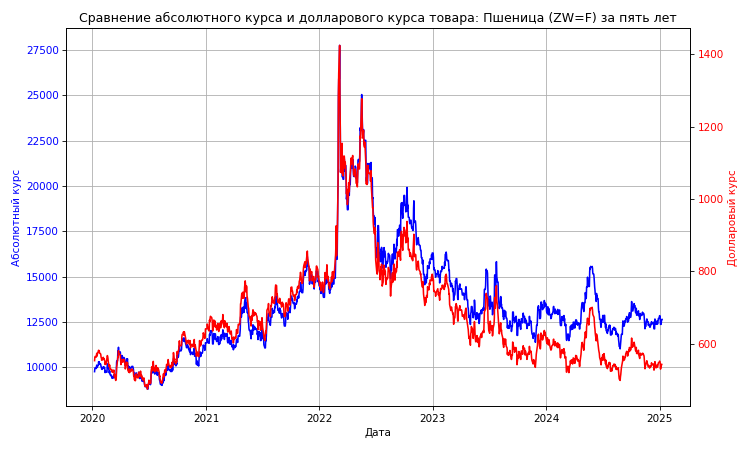 Сравнение абсолютного курса и долларового курса товара: Пшеница (ZW=F) за пять лет
27500
25000
22500
20000
17500
15000
12500
10000
Абсолютный курс
1400
1200
1000
800
600
Долларовый курс
2020 2021 2022 2023 2024 2025
Дата